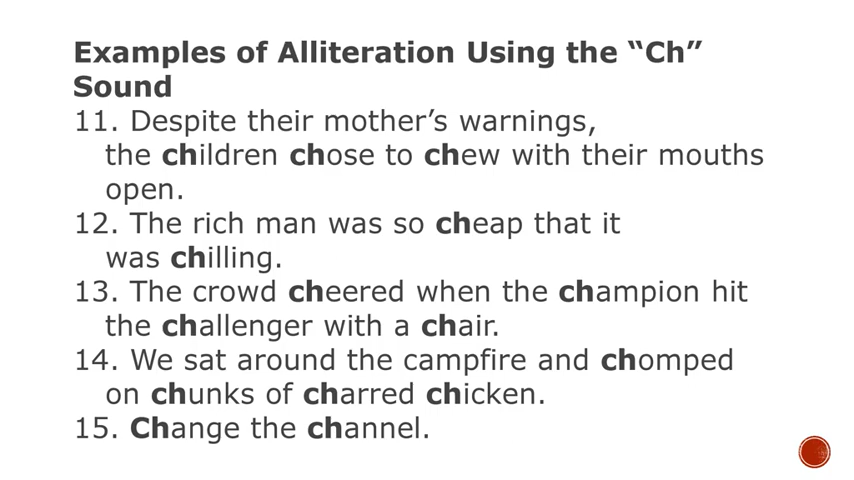 Examples of Alliteration Using the “Ch”
Sound
11. Despite their mother’s warnings,
the children chose to chew with their mouths
open.
12. The rich man was so cheap that it
was chilling.
13. The crowd cheered when the champion hit
the challenger with a chair.
14. We sat around the campfire and chomped
on chunks of charred chicken.
15. Change the channel.